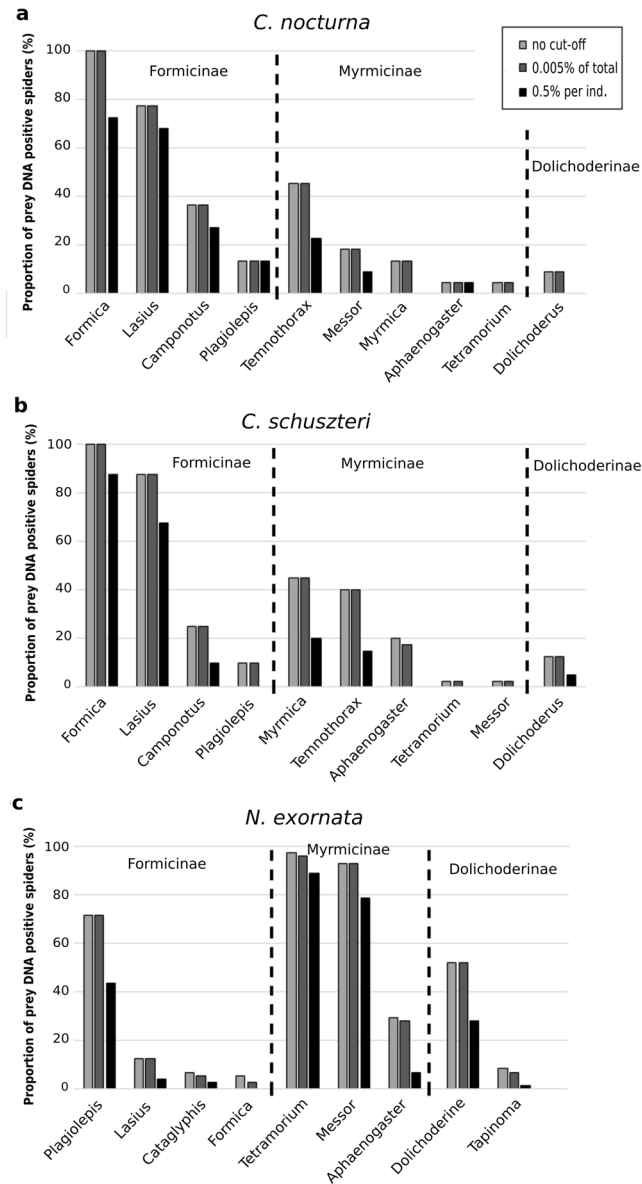 a
C. nocturna
no cut-off
0.005% of total
0.5% per ind.
Proportion of prey DNA positive spiders (%)
100
80
60
40
20
0
Formicinae
Myrmicinae
Dolichoderinae
Formica
Lasius
Camponotus
Plagiolepis
Temnothorax
Messor
Myrmica
Aphaenogaster
Tetramorium
Dolichoderus
b
C. schuszteri
Proportion of prey DNA positive spiders (%)
100
80
60
40
20
0
Formicinae
Myrmicinae
Dolichoderinae
Formica
Lasius
Camponotus
Plagiolepis
Myrmica
Temnothorax
Aphaenogaster
Tetramorium
Messor
Dolichoderus
c
N. exornata
Proportion of prey DNA positive spiders (%)
100
80
60
40
20
0
Formicinae
Myrmicinae
Dolichoderinae
Plagiolepis
Lasius
Cataglyphis
Formica
Tetramorium
Messor
Aphaenogaster
Dolichoderine
Tapinoma